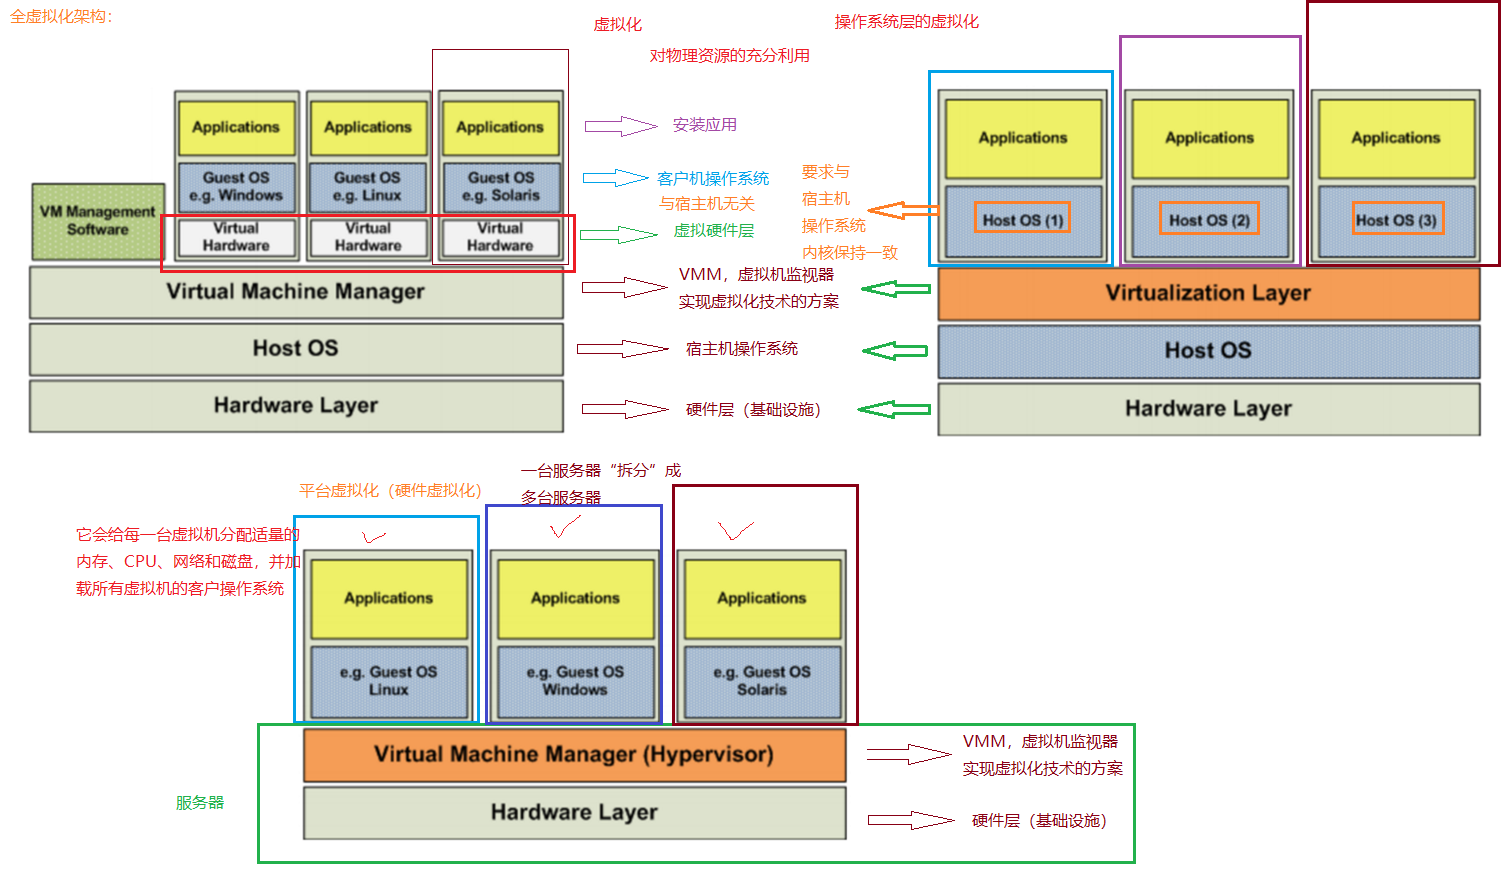 全虚拟化架构：
虚拟化
对物理资源的充分利用
操作系统层的虚拟化
Applications
Applications
Applications
安装应用
Guest OS
e.g. Windows
Guest OS
e.g. Linux
Guest OS
e.g. Solaris
客户机操作系统
与宿主机无关
VM Management
Software
Virtual
Hardware
Virtual
Hardware
Virtual
Hardware
虚拟硬件层
Virtual Machine Manager
VMM，虚拟机监视器
实现虚拟化技术的方案
Host OS
宿主机操作系统
Hardware Layer
硬件层（基础设施）
要求与
宿主机
操作系统
内核保持一致
Applications
Applications
Applications
Host OS (1)
Host OS (2)
Host OS (3)
Virtualization Layer
Host OS
Hardware Layer
平台虚拟化（硬件虚拟化）
一台服务器“拆分”成
多台服务器
它会给每一台虚拟机分配适量的
内存、CPU、网络和磁盘，并加
载所有虚拟机的客户操作系统
Applications
Applications
Applications
e.g. Guest OS
Linux
e.g. Guest OS
Windows
e.g. Guest OS
Solaris
Virtual Machine Manager (Hypervisor)
VMM，虚拟机监视器
实现虚拟化技术的方案
服务器
Hardware Layer
硬件层（基础设施）